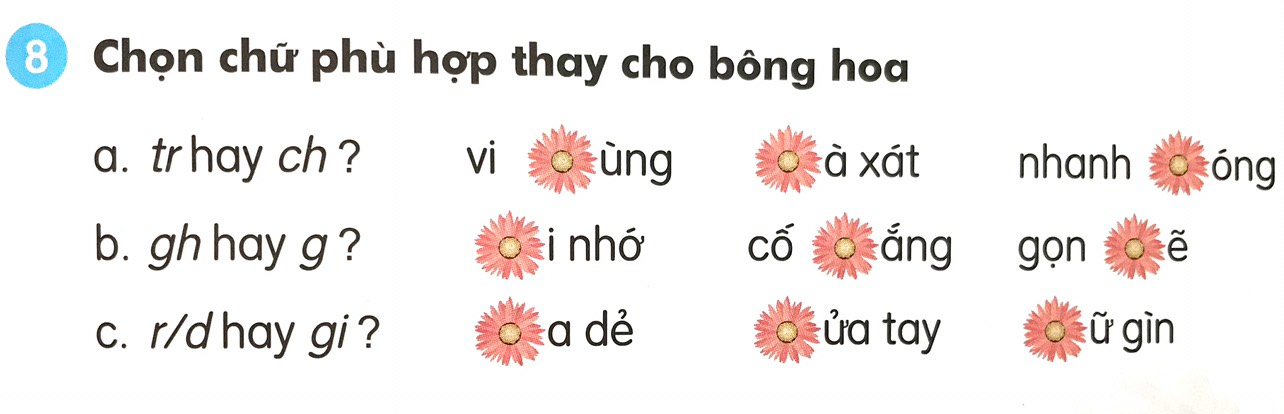 8 Chọn chữ phù hợp thay cho bông hoa
a. tr hay ch ? vi ùng à xát nhanh óng
b. gh hay g ? i nhớ cố ắng gọn ẽ
c. r/d hay gi ? a dẻ ửa tay ữ gìn